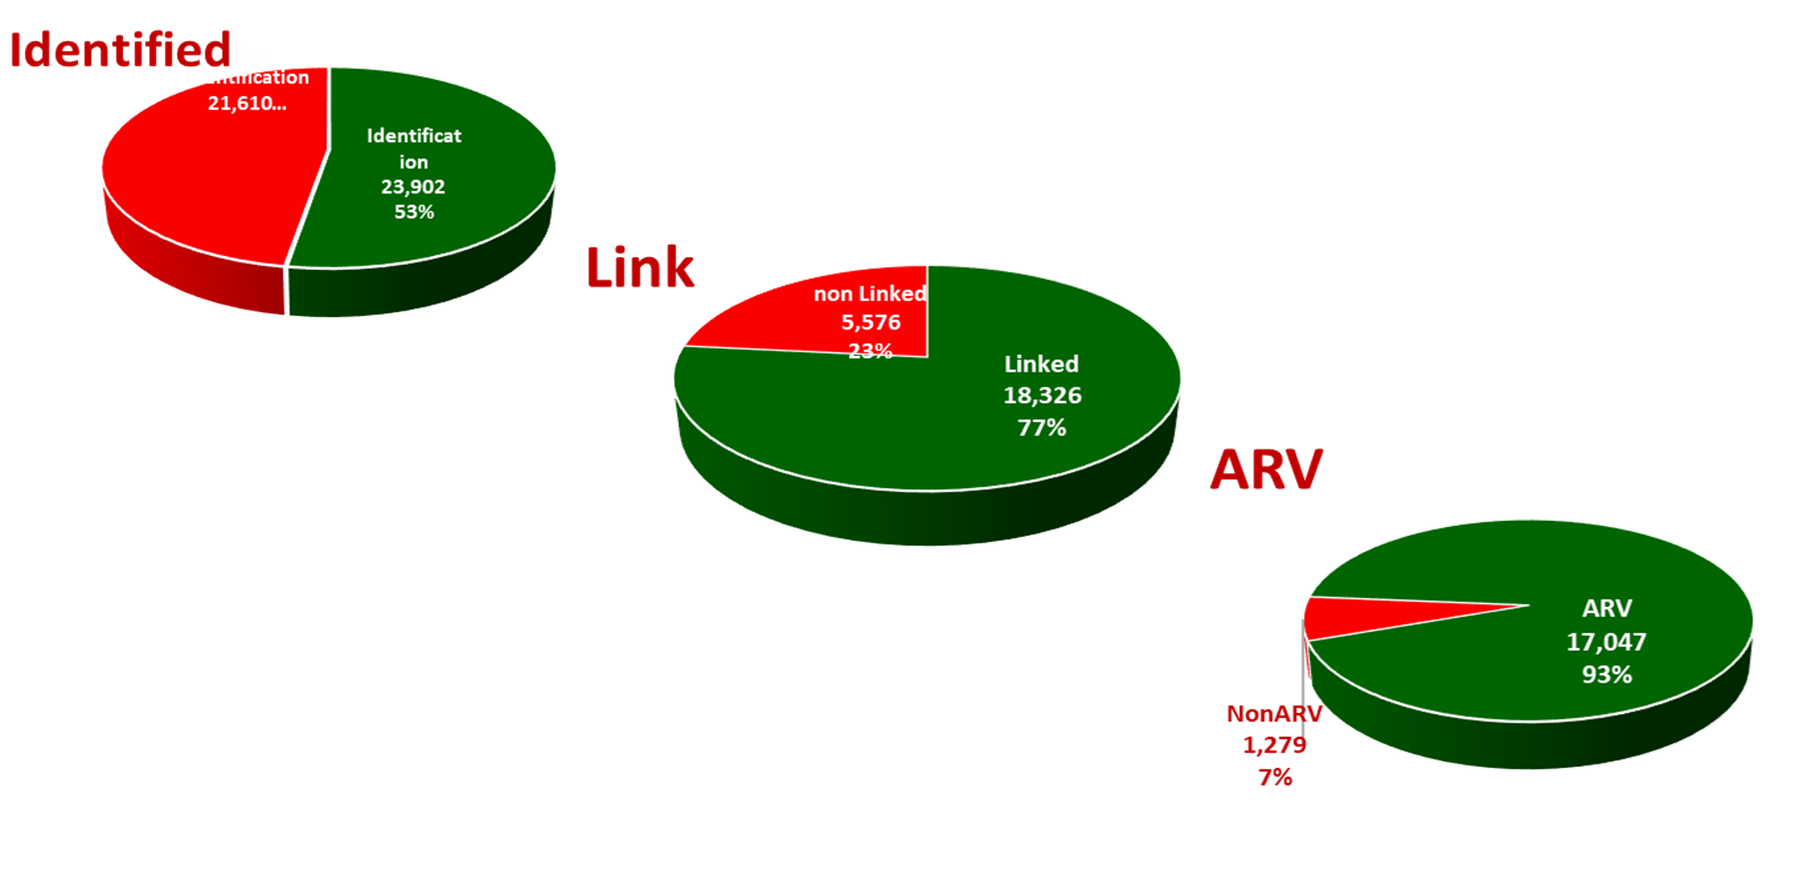 Identified
21,610...
Identificat
ion
23,902
53%
Link
non Linked
5,576
23%
Linked
18,326
77%
ARV
ARV
17,047
93%
NonARV
1,279
7%